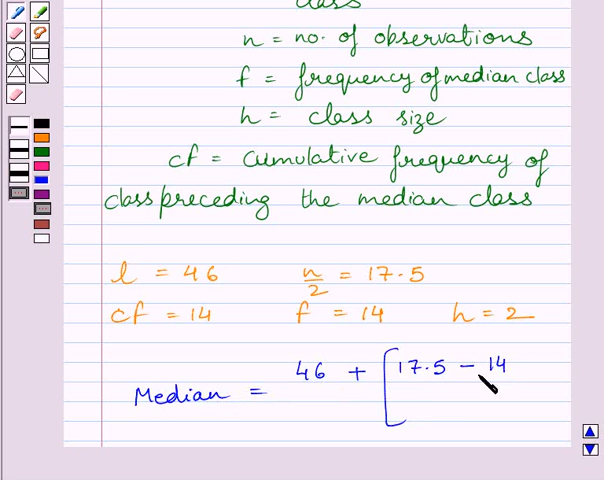 class
n = no. of observations
f = frequency of median class
h = class size
cf = cumulative frequency of
class preceding the median class
l = 46 n/2 = 17.5
cf = 14 f = 14 h = 2
Median = 46 + [17.5 - 14